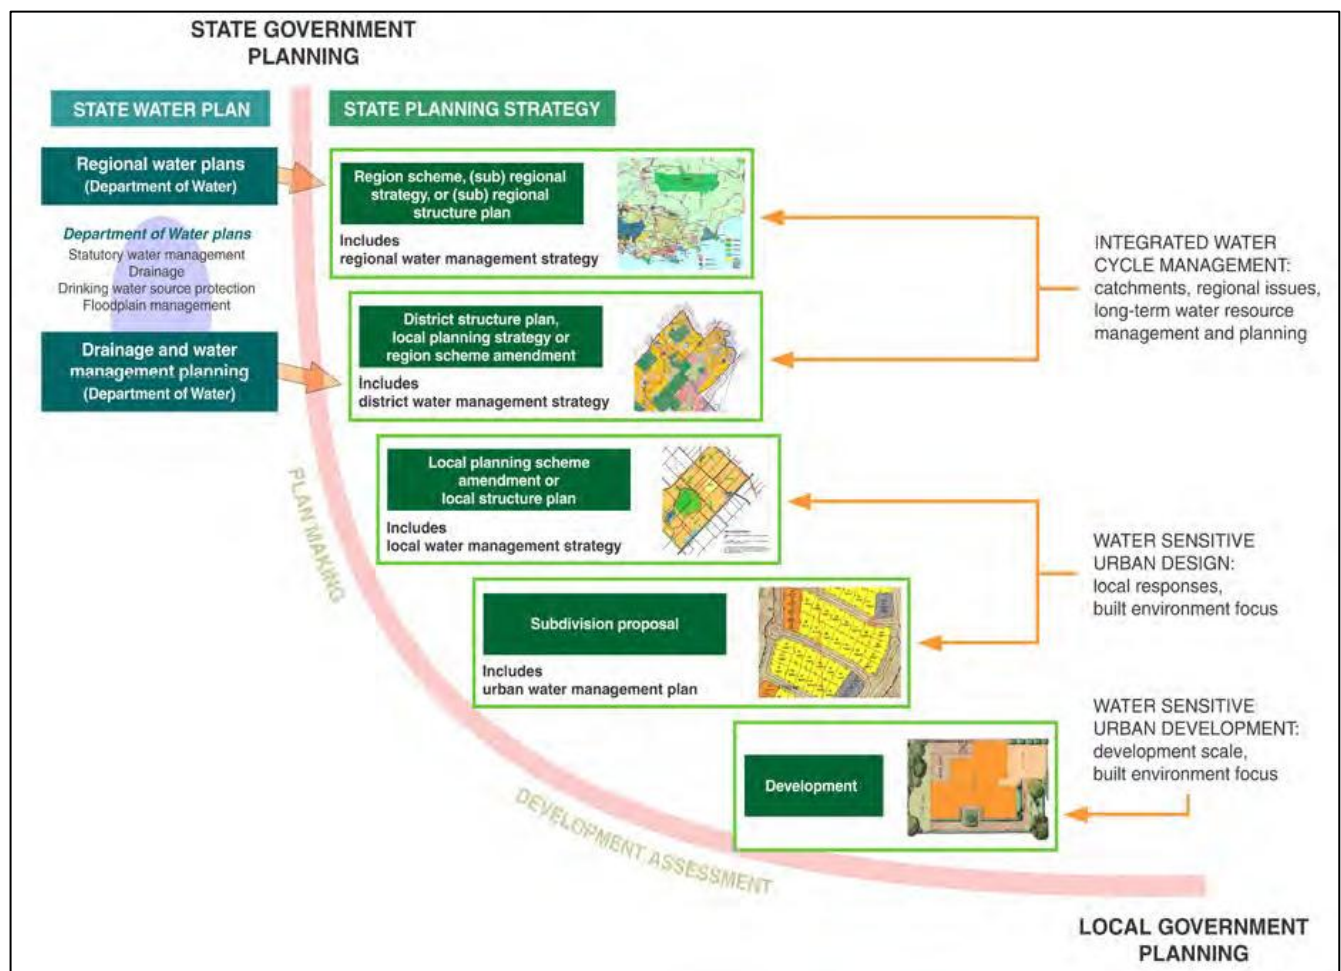 STATE GOVERNMENT
PLANNING
STATE WATER PLAN
STATE PLANNING STRATEGY
Regional water plans
(Department of Water)
Department of Water plans
Statutory water management
Drainage
Drinking water source protection
Floodplain management
Drainage and water
management planning
(Department of Water)
Region scheme, (sub) regional
strategy, or (sub) regional
structure plan
Includes
regional water management strategy
District structure plan,
local planning strategy or
region scheme amendment
Includes
district water management strategy
Local planning scheme
amendment or
local structure plan
Includes
local water management strategy
Subdivision proposal
Includes
urban water management plan
Development
INTEGRATED WATER
CYCLE MANAGEMENT:
catchments, regional issues,
long-term water resource
management and planning
WATER SENSITIVE
URBAN DESIGN:
local responses,
built environment focus
WATER SENSITIVE
URBAN DEVELOPMENT:
development scale,
built environment focus
PLAN MAKING
DEVELOPMENT ASSESSMENT
LOCAL GOVERNMENT
PLANNING